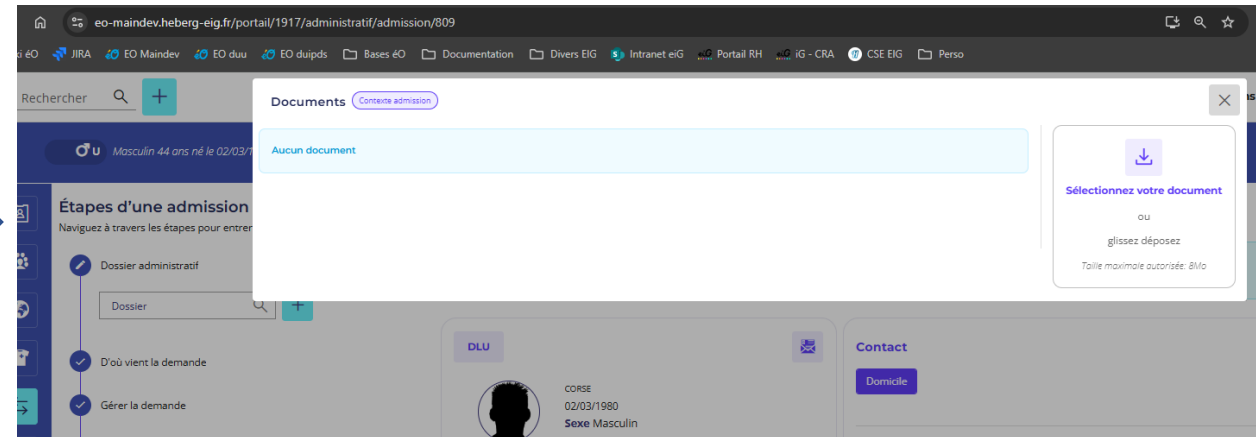 eo-maindev.heberg-eig.fr/portail/1917/administratif/admission/809
éO JIRA EO Maindev EO duu EO duipds Bases éO Documentation Divers EIG Intranet eiG Portail RH iG - CRA CSE EIG Perso
Rechercher
Documents Contexte admission
U Masculin 44 ans né le 02/03/1
Aucun document
Sélectionnez votre document
ou
glissez déposez
Taille maximale autorisée: 8Mo
Étapes d'une admission
Naviguez à travers les étapes pour entrer
Dossier administratif
Dossier
D'où vient la demande
Gérer la demande
DLU
CORSE
02/03/1980
Sexe Masculin
Contact
Domicile